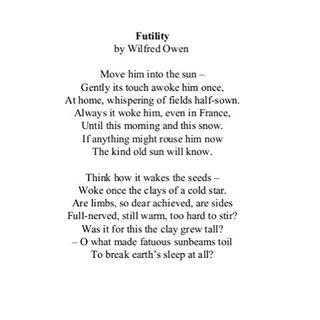 Futility
by Wilfred Owen
Move him into the sun –
Gently its touch awoke him once,
At home, whispering of fields half-sown.
Always it woke him, even in France,
Until this morning and this snow.
If anything might rouse him now
The kind old sun will know.
Think how it wakes the seeds –
Woke once the clays of a cold star.
Are limbs, so dear achieved, are sides
Full-nerved, still warm, too hard to stir?
Was it for this the clay grew tall?
– O what made fatuous sunbeams toil
To break earth's sleep at all?